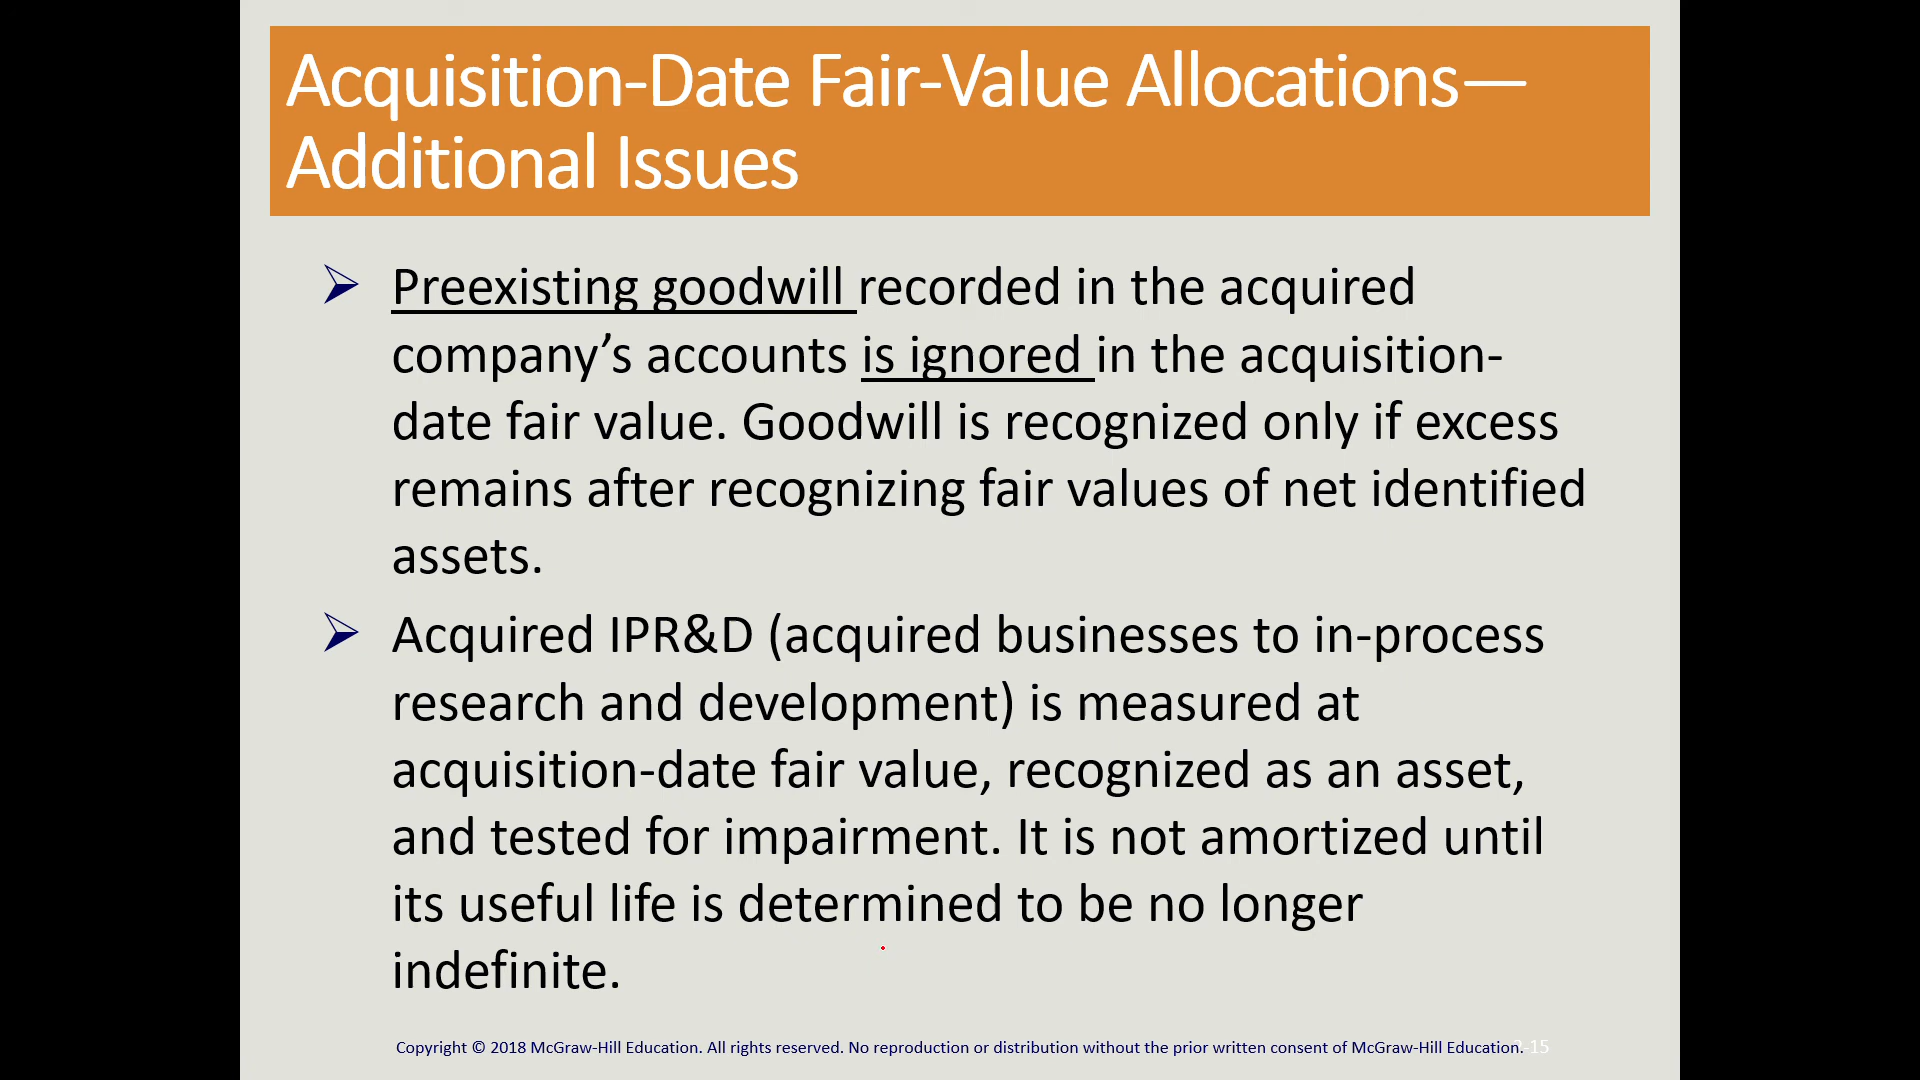 Acquisition-Date Fair-Value Allocations—
Additional Issues
Preexisting goodwill recorded in the acquired
company’s accounts is ignored in the acquisition-
date fair value. Goodwill is recognized only if excess
remains after recognizing fair values of net identified
assets.
Acquired IPR&D (acquired businesses to in-process
research and development) is measured at
acquisition-date fair value, recognized as an asset,
and tested for impairment. It is not amortized until
its useful life is determined to be no longer
indefinite.
Copyright © 2018 McGraw-Hill Education. All rights reserved. No reproduction or distribution without the prior written consent of McGraw-Hill Education.